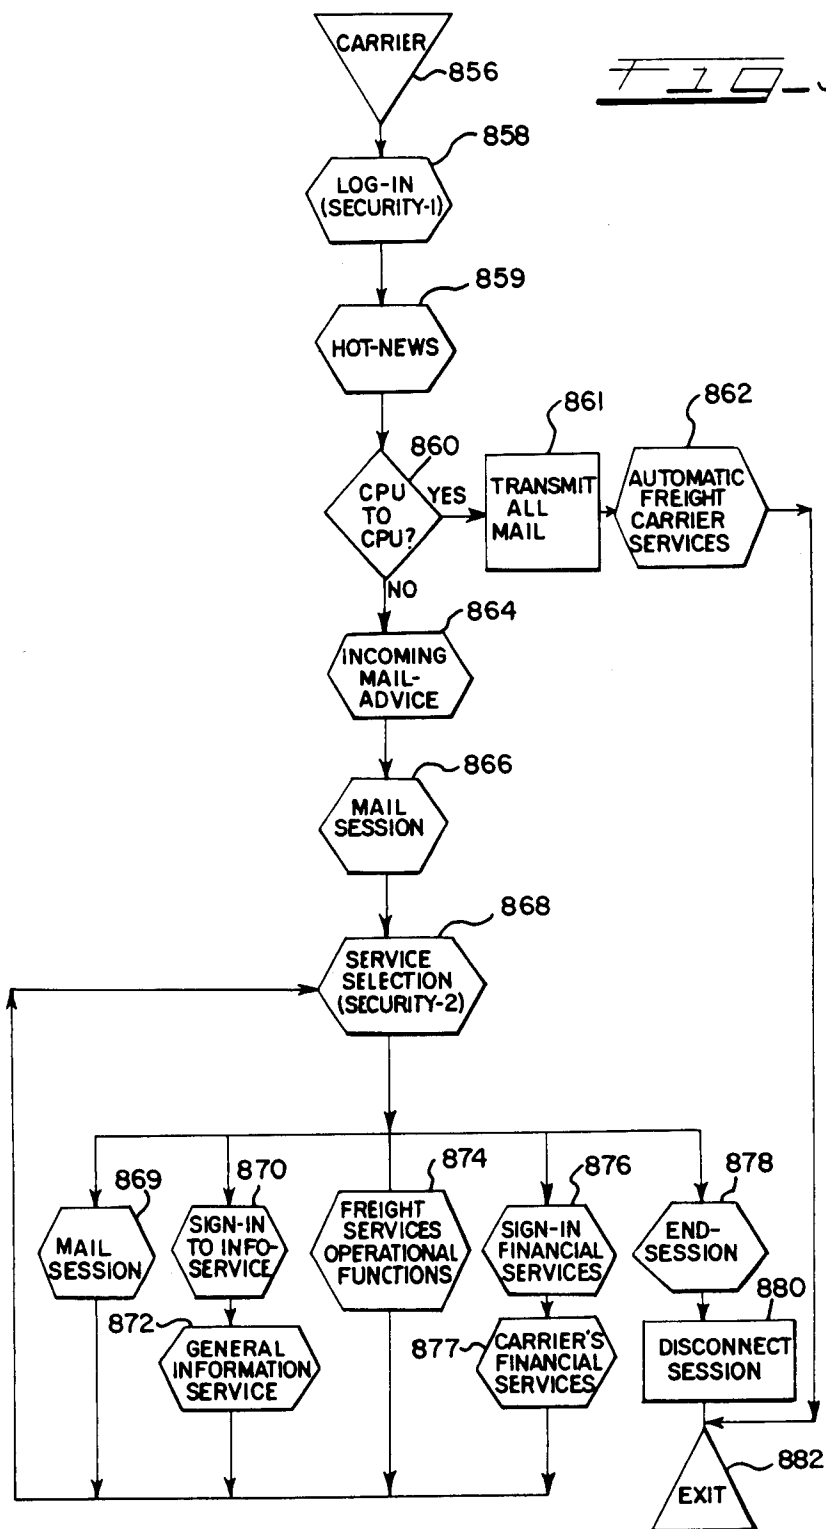 CARRIER
856
Fig.
858
LOG-IN
(SECURITY-1)
859
HOT-NEWS
860
CPU
TO
CPU?
YES
NO
861
TRANSMIT
ALL
MAIL
862
AUTOMATIC
FREIGHT
CARRIER
SERVICES
864
INCOMING
MAIL-
ADVICE
866
MAIL
SESSION
868
SERVICE
SELECTION
(SECURITY-2)
869
MAIL
SESSION
870
SIGN-IN
TO INFO-
SERVICE
872
GENERAL
INFORMATION
SERVICE
874
FREIGHT
SERVICES
OPERATIONAL
FUNCTIONS
876
SIGN-IN
FINANCIAL
SERVICES
877
CARRIER'S
FINANCIAL
SERVICES
878
END-
SESSION
880
DISCONNECT
SESSION
882
EXIT